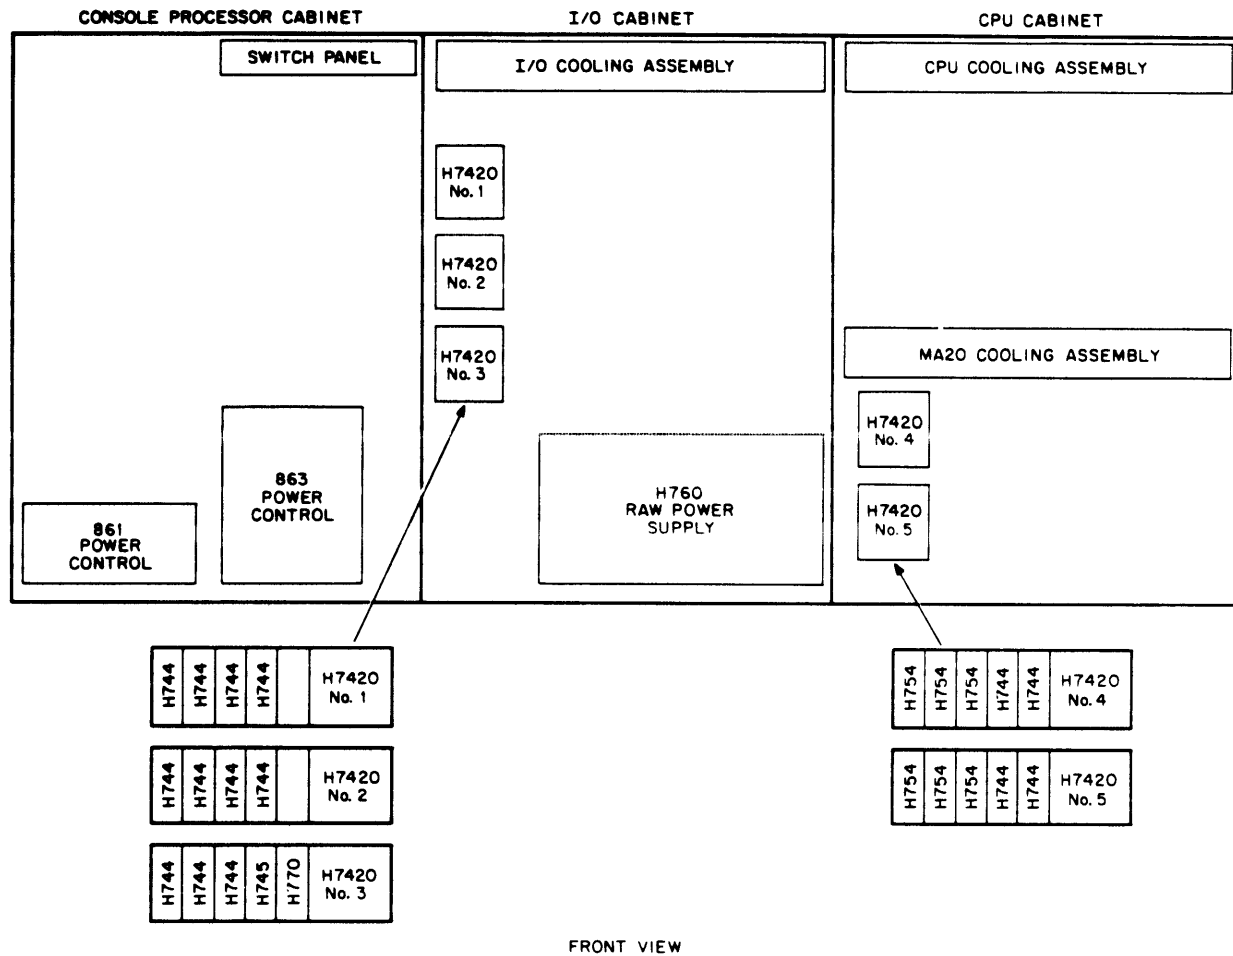 CONSOLE PROCESSOR CABINET
I/O CABINET
CPU CABINET
SWITCH PANEL
I/O COOLING ASSEMBLY
CPU COOLING ASSEMBLY
H7420
No. 1
H7420
No. 2
H7420
No. 3
MA20 COOLING ASSEMBLY
H7420
No. 4
H7420
No. 5
863
POWER
CONTROL
861
POWER
CONTROL
H760
RAW POWER
SUPPLY
H744
H744
H744
H744
H7420
No. 1
H744
H744
H744
H744
H7420
No. 2
H744
H744
H744
H745
H770
H7420
No. 3
H754
H754
H754
H744
H744
H7420
No. 4
H754
H754
H754
H744
H744
H7420
No. 5
FRONT VIEW